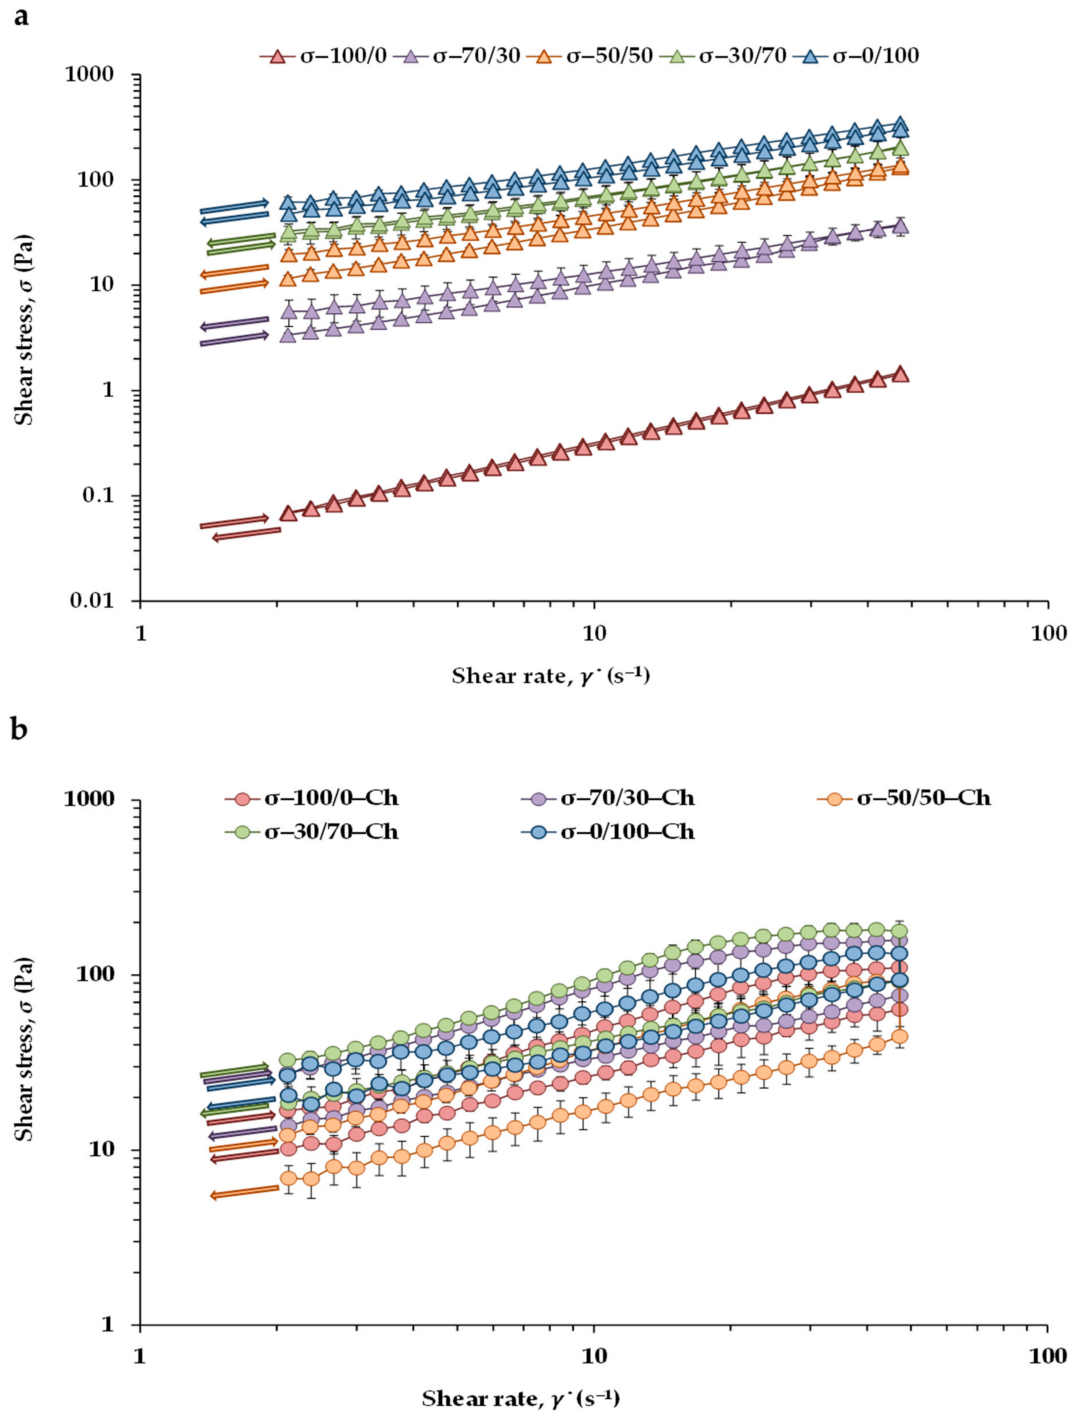 a
σ–100/0 σ–70/30 σ–50/50 σ–30/70 σ–0/100
1000
100
10
1
0.1
0.01
Shear stress, σ (Pa)
1 10 100
Shear rate, γ˙ (s⁻¹)
b
σ–100/0–Ch σ–70/30–Ch σ–50/50–Ch
σ–30/70–Ch σ–0/100–Ch
1000
100
10
1
Shear stress, σ (Pa)
1 10 100
Shear rate, γ˙ (s⁻¹)